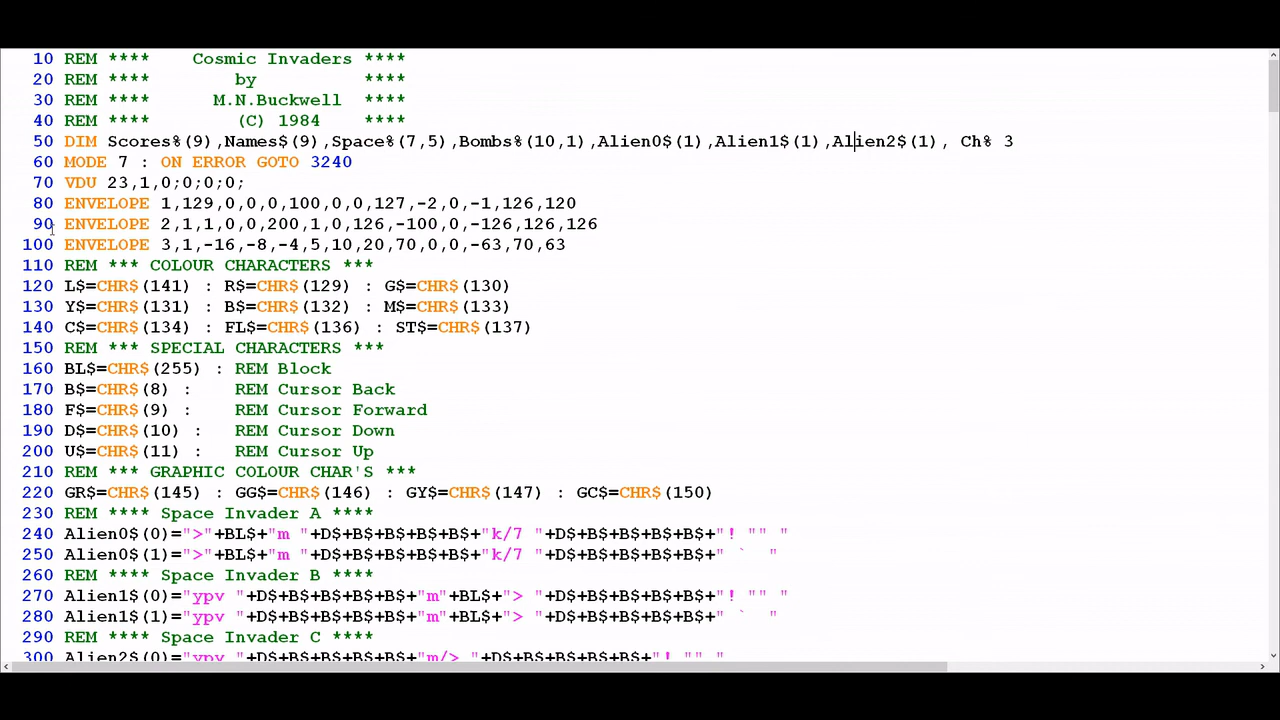 10 REM ****    Cosmic Invaders ****
20 REM ****        by          ****
30 REM ****      M.N.Buckwell  ****
40 REM ****        (C) 1984    ****
50 DIM Scores%(9),Names$(9),Space%(7,5),Bombs%(10,1),Alien0$(1),Alien1$(1),Alien2$(1), Ch% 3
60 MODE 7 : ON ERROR GOTO 3240
70 VDU 23,1,0;0;0;0;
80 ENVELOPE 1,129,0,0,0,100,0,0,127,-2,0,-1,126,120
90 ENVELOPE 2,1,1,0,0,200,1,0,126,-100,0,-126,126,126
100 ENVELOPE 3,1,-16,-8,-4,5,10,20,70,0,0,-63,70,63
110 REM *** COLOUR CHARACTERS ***
120 L$=CHR$(141) : R$=CHR$(129) : G$=CHR$(130)
130 Y$=CHR$(131) : B$=CHR$(132) : M$=CHR$(133)
140 C$=CHR$(134) : FL$=CHR$(136) : ST$=CHR$(137)
150 REM *** SPECIAL CHARACTERS ***
160 BL$=CHR$(255) : REM Block
170 B$=CHR$(8) :    REM Cursor Back
180 F$=CHR$(9) :    REM Cursor Forward
190 D$=CHR$(10) :   REM Cursor Down
200 U$=CHR$(11) :   REM Cursor Up
210 REM *** GRAPHIC COLOUR CHAR'S ***
220 GR$=CHR$(145) : GG$=CHR$(146) : GY$=CHR$(147) : GC$=CHR$(150)
230 REM **** Space Invader A ****
240 Alien0$(0)=">"+BL$+"m "+D$+B$+B$+B$+B$+"k/7 "+D$+B$+B$+B$+B$+"! "" "
250 Alien0$(1)=">"+BL$+"m "+D$+B$+B$+B$+B$+"k/7 "+D$+B$+B$+B$+B$+" `  "
260 REM **** Space Invader B ****
270 Alien1$(0)="ypv "+D$+B$+B$+B$+B$+"m"+BL$+"> "+D$+B$+B$+B$+B$+"! "" "
280 Alien1$(1)="ypv "+D$+B$+B$+B$+B$+"m"+BL$+"> "+D$+B$+B$+B$+B$+" `  "
290 REM **** Space Invader C ****
300 Alien2$(0)="ypv "+D$+B$+B$+B$+B$+"m/> "+D$+B$+B$+B$+B$+"! "" "